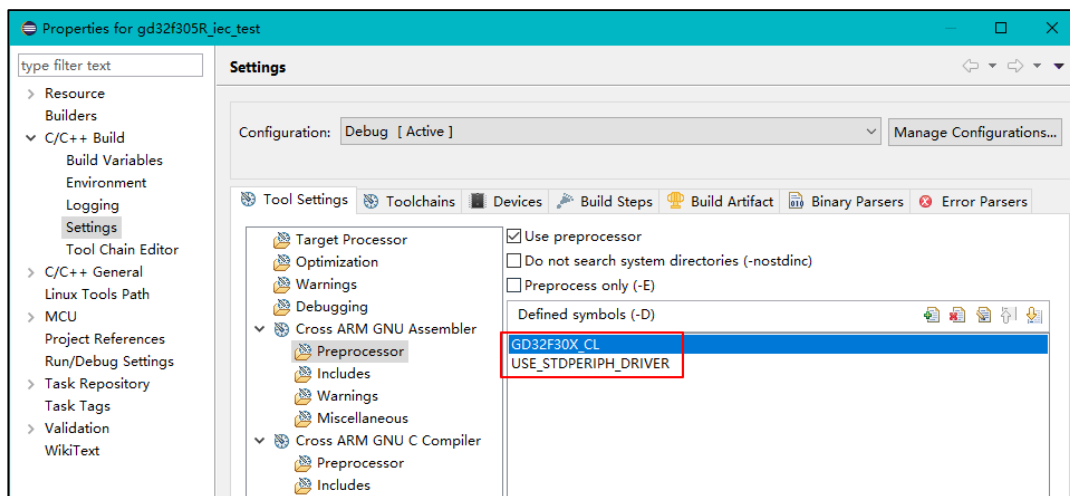 Properties for gd32f305R_iec_test
type filter text
Resource
Builders
C/C++ Build
Build Variables
Environment
Logging
Settings
Tool Chain Editor
C/C++ General
Linux Tools Path
MCU
Project References
Run/Debug Settings
Task Repository
Task Tags
Validation
WikiText
Settings
Configuration: Debug [ Active ] Manage Configurations...
Tool Settings Toolchains Devices Build Steps Build Artifact Binary Parsers Error Parsers
Target Processor
Optimization
Warnings
Debugging
Cross ARM GNU Assembler
Preprocessor
Includes
Warnings
Miscellaneous
Cross ARM GNU C Compiler
Preprocessor
Includes
Use preprocessor
Do not search system directories (-nostdinc)
Preprocess only (-E)
Defined symbols (-D)
GD32F30X_CL
USE_STDPERIPH_DRIVER